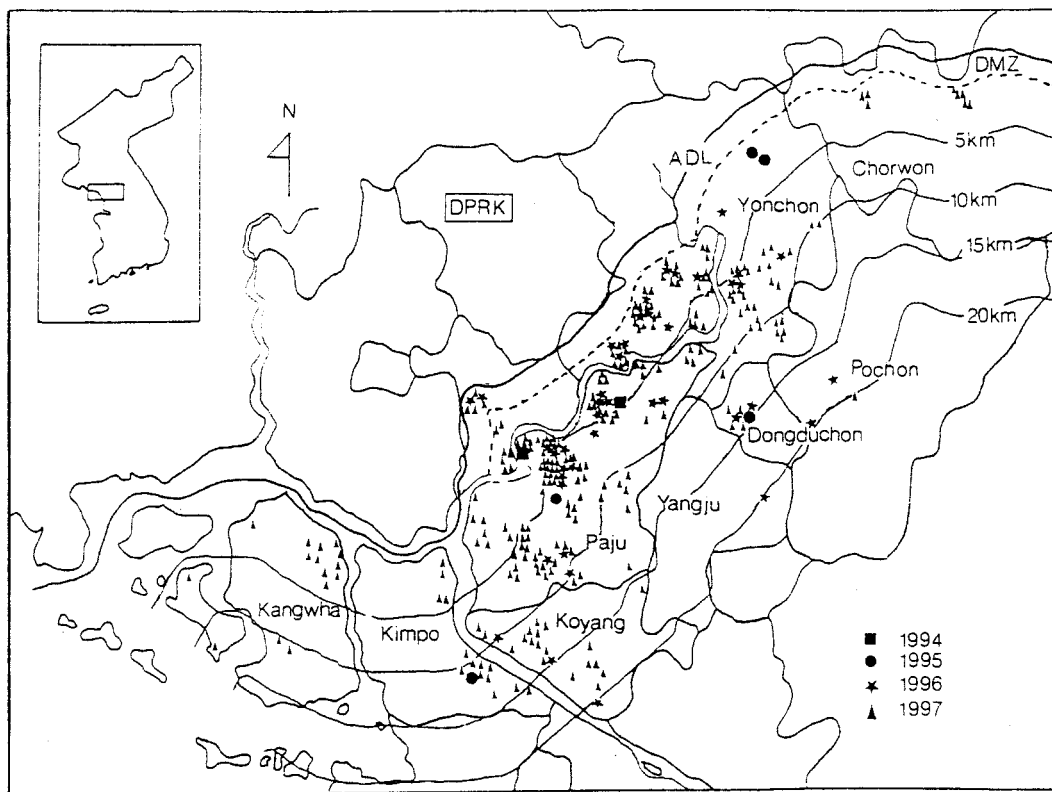 DMZ
N
5km
ADL
Chorwon
DPRK
Yonchon
10km
15km
20km
Pochon
Dongduchon
Yangju
Paju
Kangwha
Kimpo
Koyang
1994
1995
1996
1997